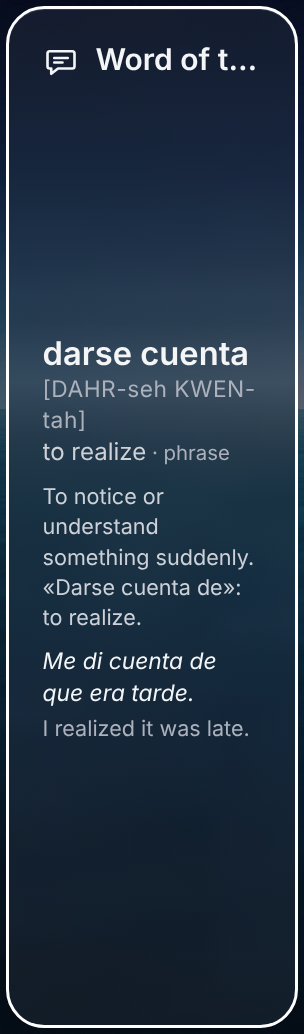 Word of t...
darse cuenta
[DAHR-seh KWEN-
tah]
to realize · phrase
To notice or
understand
something suddenly.
«Darse cuenta de»:
to realize.
Me di cuenta de
que era tarde.
I realized it was late.